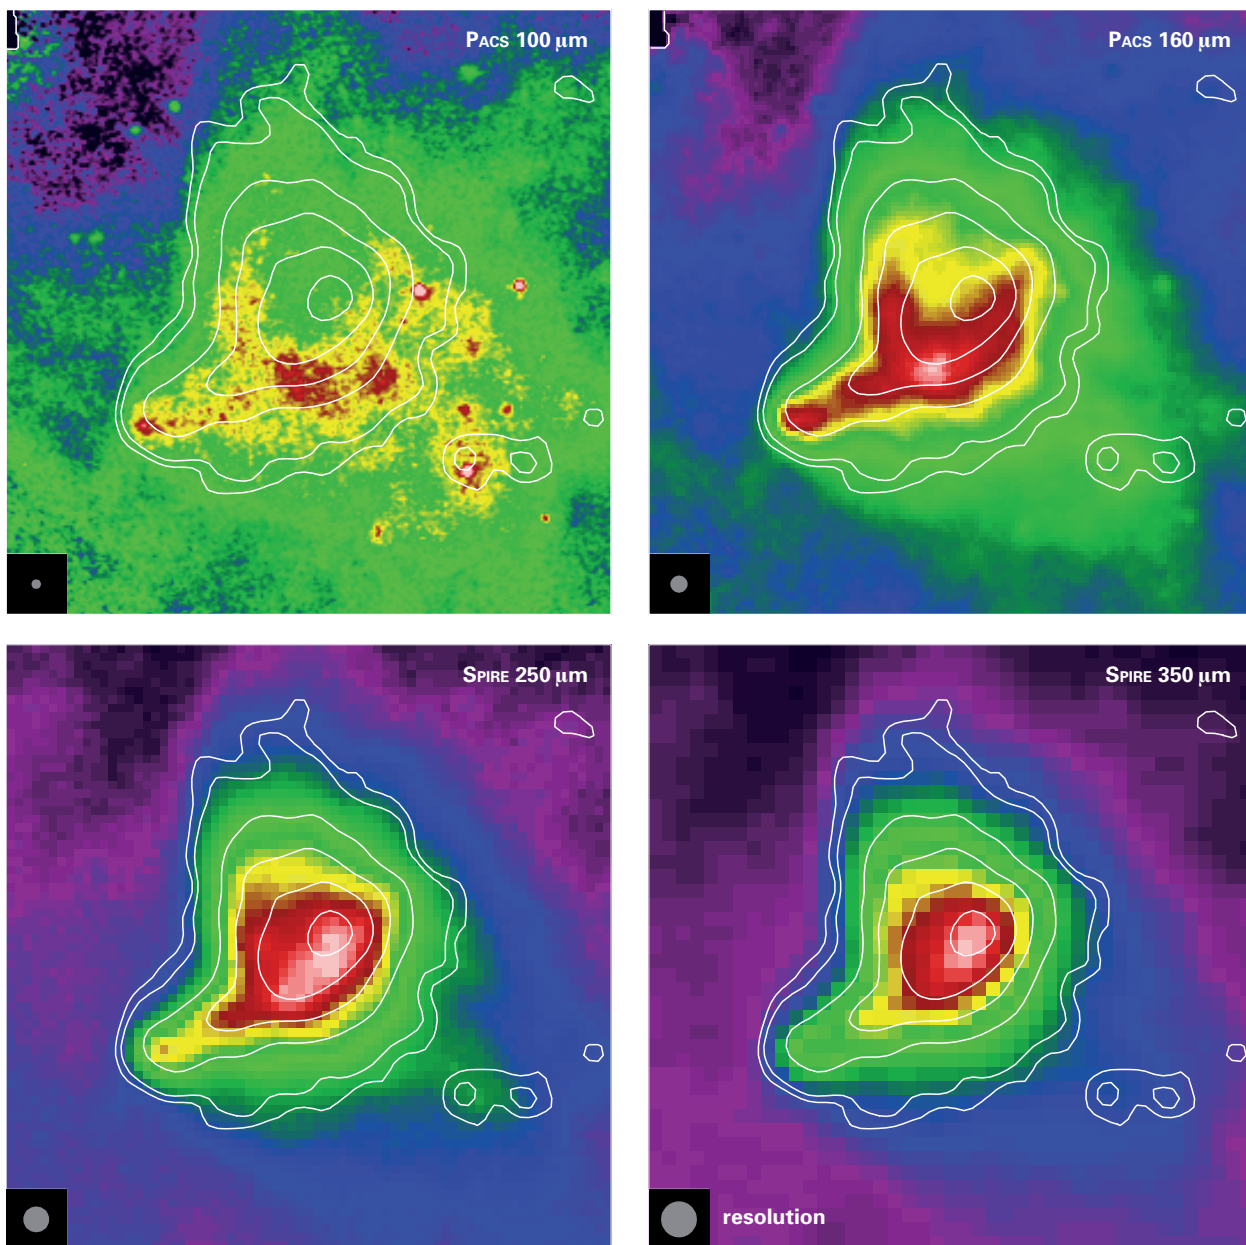 PACS 100 μm
PACS 160 μm
SPIRE 250 μm
SPIRE 350 μm
resolution